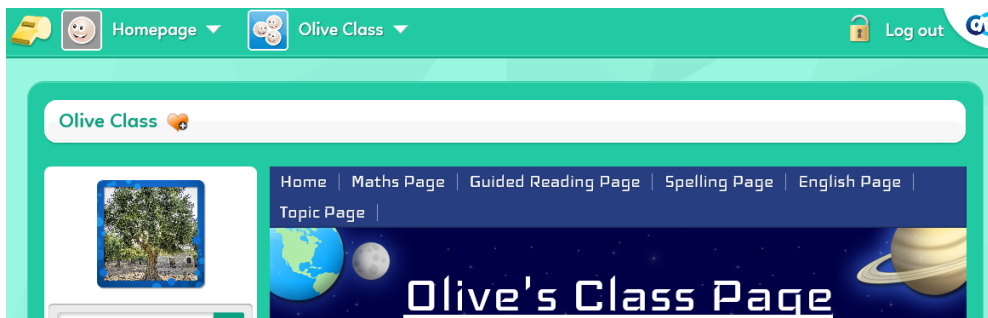 Homepage Olive Class Log out
Olive Class
Home | Maths Page | Guided Reading Page | Spelling Page | English Page |
Topic Page |
Olive's Class Page